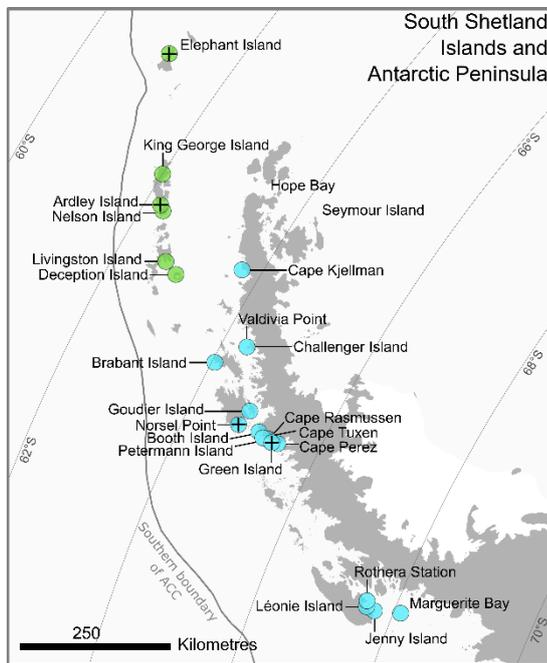 South Shetland
Islands and
Antarctic Peninsula
Elephant Island
60°S
66°S
King George Island
Hope Bay
Ardley Island
Nelson Island
Seymour Island
Livingston Island
Deception Island
Cape Kjellman
Valdivia Point
Challenger Island
Brabant Island
68°S
Goudier Island
Cape Rasmussen
Norsel Point
Cape Tuxen
Booth Island
Cape Perez
Petermann Island
Green Island
62°S
Southern boundary
of ACC
Rothera Station
Léonie Island
Marguerite Bay
Jenny Island
70°S
250
Kilometres